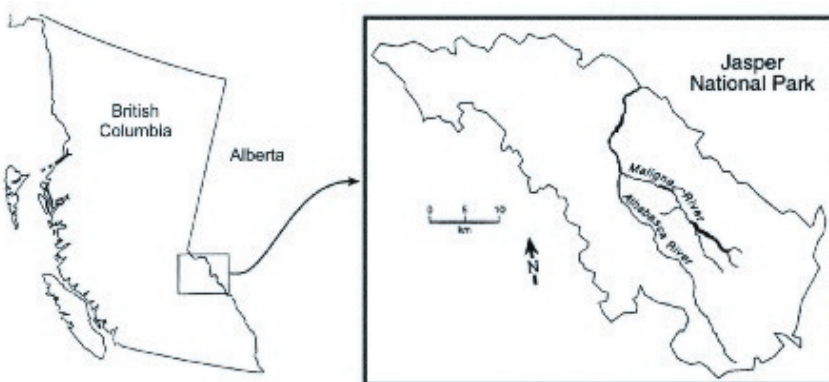 British
Columbia
Alberta
Jasper
National Park
Maligne River
Athabasca River
0 5 10
km
N